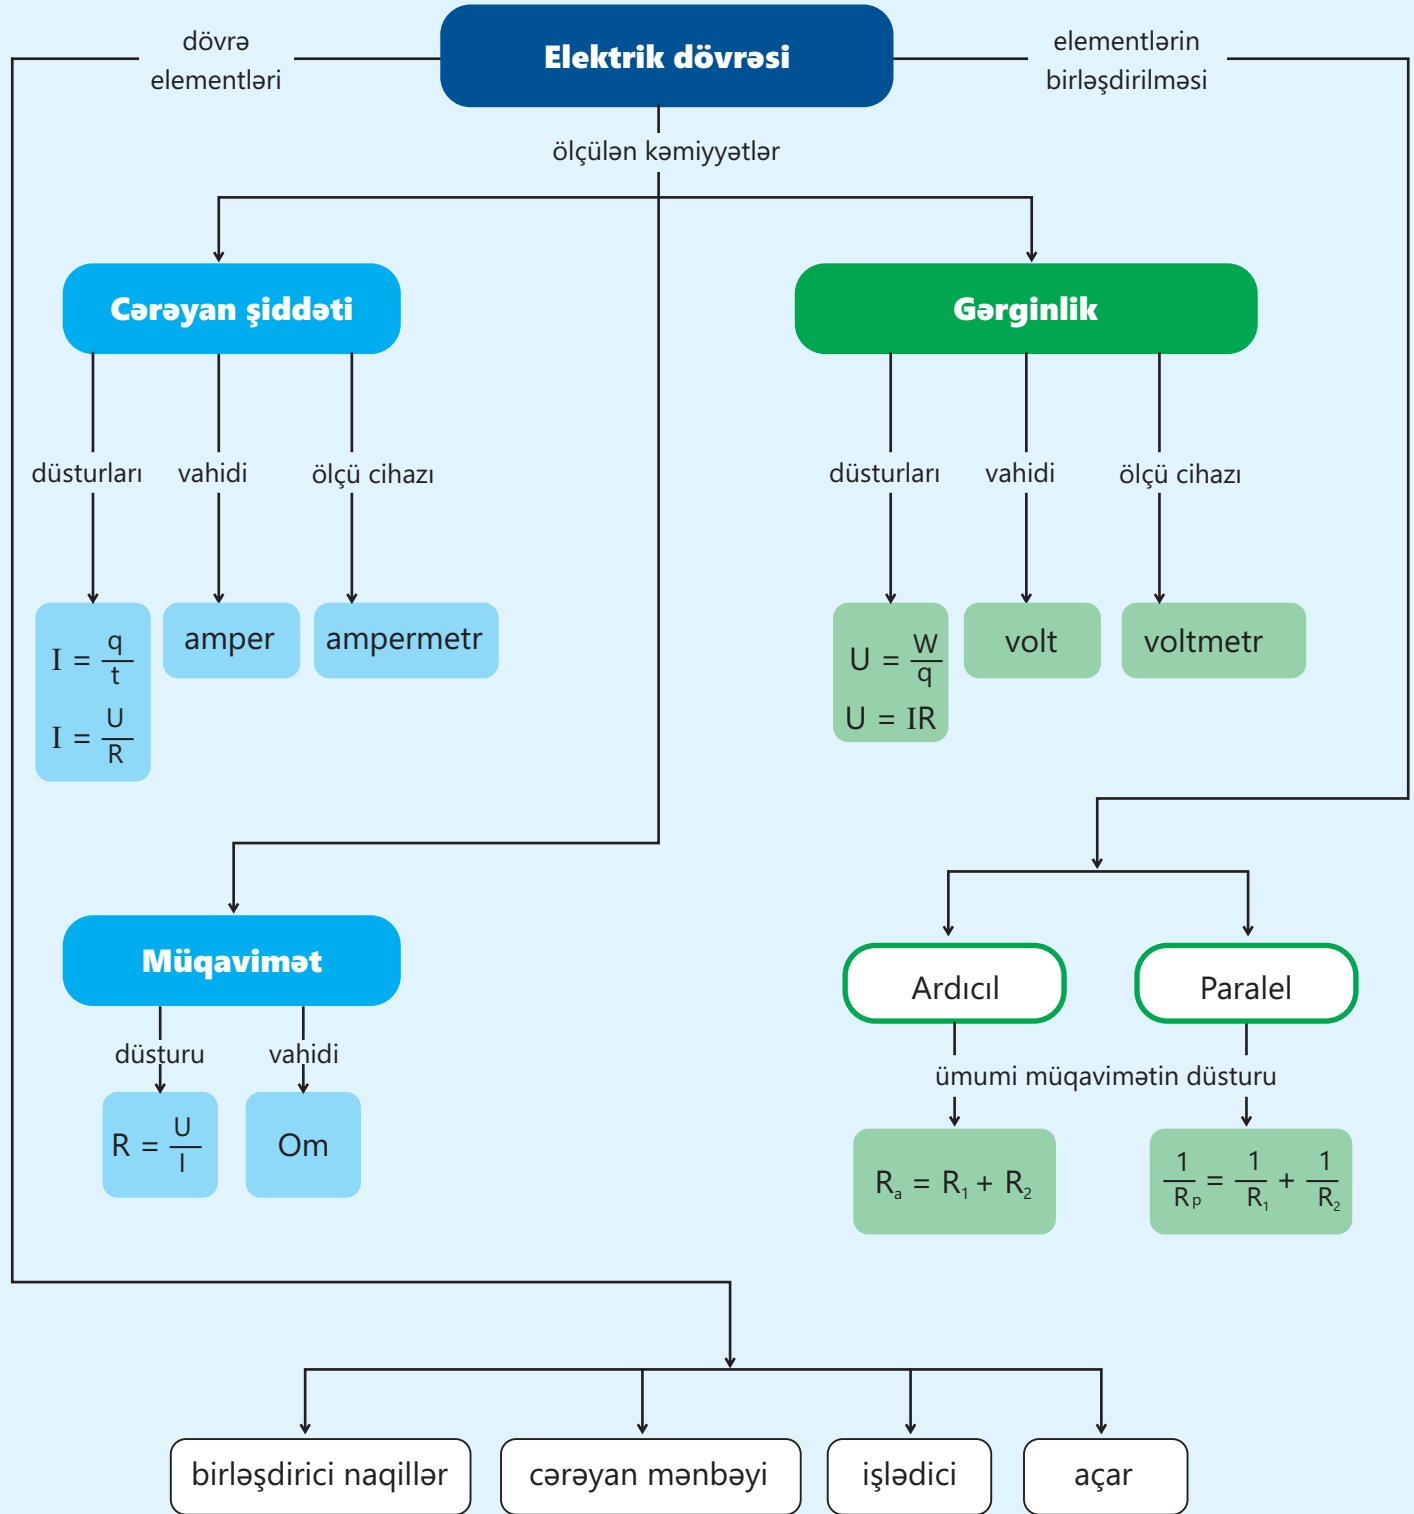 Elektrik dövrəsi
dövrə
elementləri
elementlərin
birləşdirilməsi
ölçülən kəmiyyətlər
Cərəyan şiddəti
Gərginlik
düsturları
vahidi
ölçü cihazı
düsturları
vahidi
ölçü cihazı
I = q/t
I = U/R
amper
ampermetr
U = W/q
U = IR
volt
voltmetr
Müqavimət
düsturu
vahidi
R = U/I
Om
Ardıcıl
Paralel
ümumi müqavimətin düsturu
Rₐ = R₁ + R₂
1/Rₚ = 1/R₁ + 1/R₂
birləşdirici naqillər
cərəyan mənbəyi
işlədici
açar